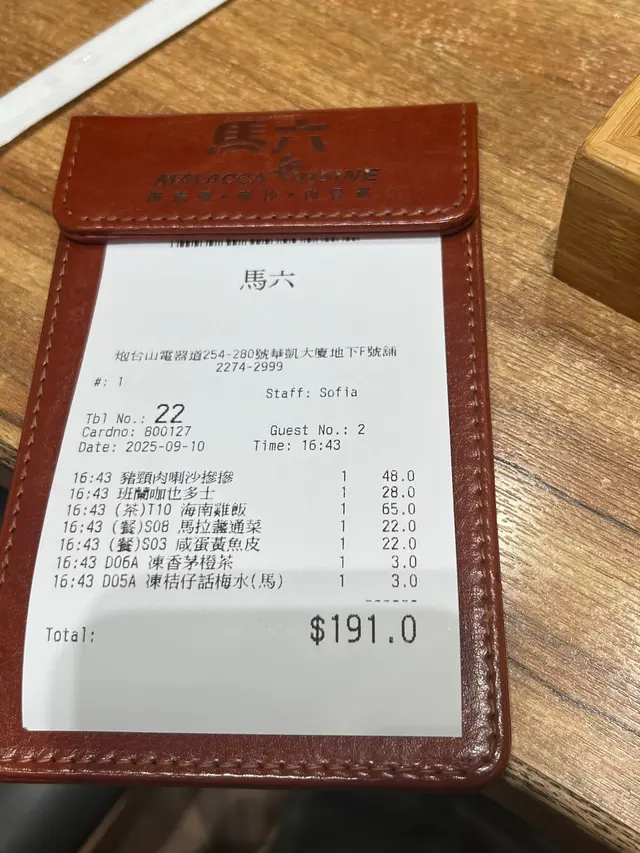 馬六
MALACCA CUISINE
馬六
炮台山電器道254-280號華凱大廈地下F號舖
2274-2999
#: 1
Staff: Sofia
Tbl No.: 22
Cardno: 800127 Guest No.: 2
Date: 2025-09-10 Time: 16:43
16:43 豬頸肉喇沙撈撈 1 48.0
16:43 班蘭咖也多士 1 28.0
16:43 (茶)T10 海南雞飯 1 65.0
16:43 (餐)S08 馬拉盞通菜 1 22.0
16:43 (餐)S03 咸蛋黃魚皮 1 22.0
16:43 D06A 凍香茅橙茶 1 3.0
16:43 D05A 凍桔仔話梅水(馬) 1 3.0
Total: $191.0